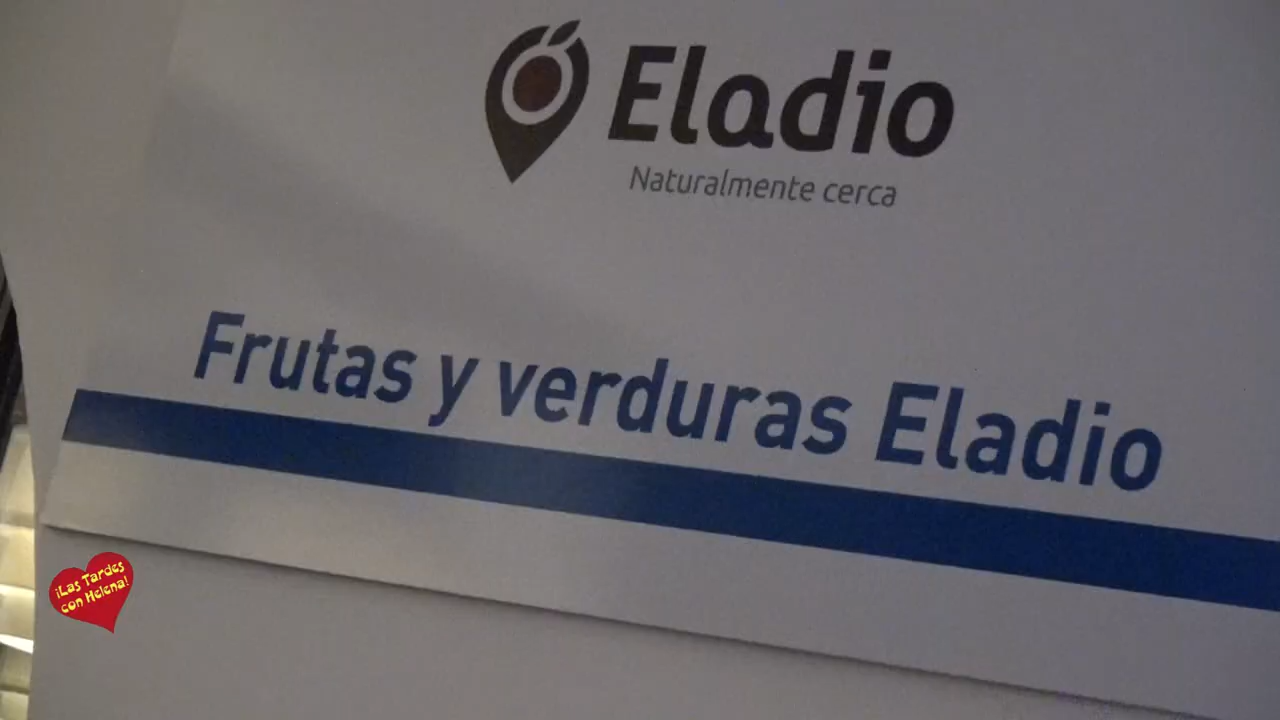 Eladio
Naturalmente cerca
Frutas y verduras Eladio
¡Las Tardes
con Helena!